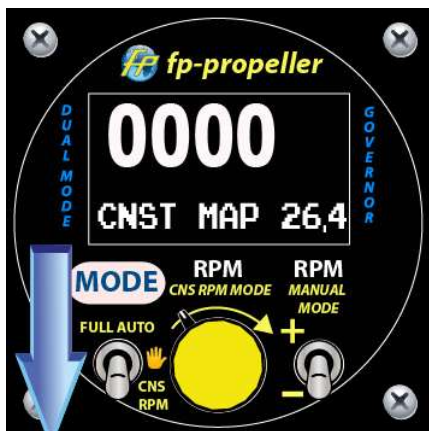 FP fp-propeller
DUAL MODE
0000
GOVERNOR
CNST MAP 26,4
MODE
RPM
CNS RPM MODE
RPM
MANUAL
MODE
FULL AUTO
CNS
RPM
+
–